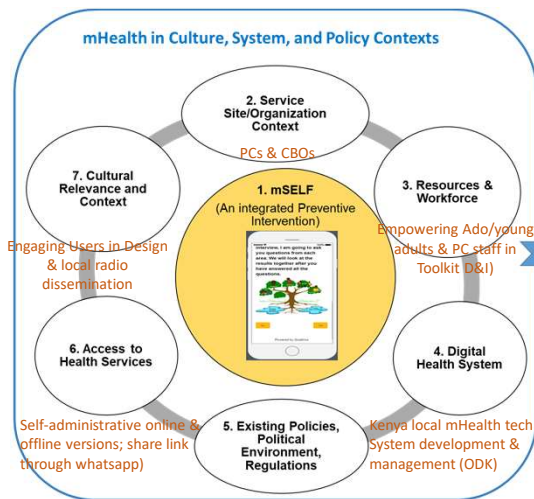 mHealth in Culture, System, and Policy Contexts
2. Service
Site/Organization
Context
PCs & CBOs
7. Cultural
Relevance and
Context
Engaging Users in Design
& local radio
dissemination
1. mSELF
(An integrated Preventive
Intervention)
interview. I am going to ask
you questions from each
area. We will look at the
results together after you
have answered all the
questions.
3. Resources &
Workforce
Empowering Ado/young
adults & PC staff in
Toolkit D&I)
6. Access to
Health Services
Self-administrative online &
offline versions; share link
through whatsapp)
5. Existing Policies,
Political
Environment,
Regulations
4. Digital
Health System
Kenya local mHealth tech
System development &
management (ODK)